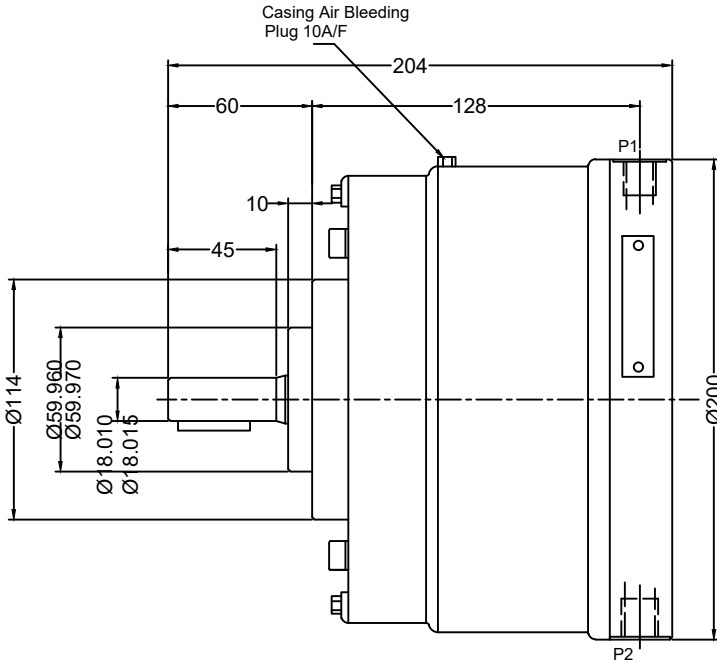 Casing Air Bleeding
Plug 10A/F
204
60
128
P1
10
45
Ø114
Ø59.960
Ø59.970
Ø18.010
Ø18.015
Ø200
P2